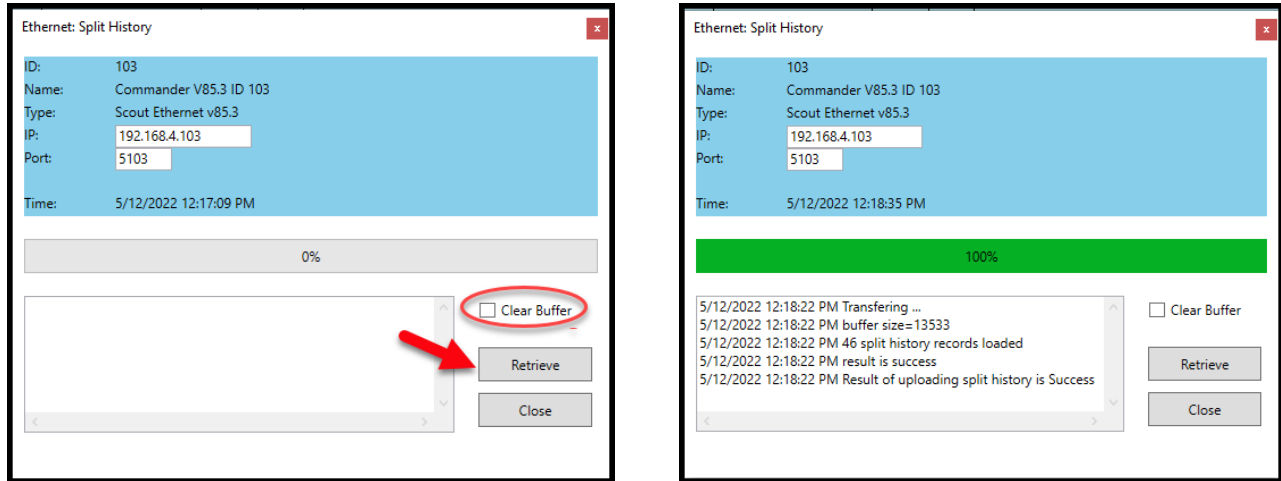 Ethernet: Split History
x
ID: 103
Name: Commander V85.3 ID 103
Type: Scout Ethernet v85.3
IP: 192.168.4.103
Port: 5103
Time: 5/12/2022 12:17:09 PM
0%
Clear Buffer
Retrieve
Close
Ethernet: Split History
x
ID: 103
Name: Commander V85.3 ID 103
Type: Scout Ethernet v85.3
IP: 192.168.4.103
Port: 5103
Time: 5/12/2022 12:18:35 PM
100%
5/12/2022 12:18:22 PM Transfering ...
5/12/2022 12:18:22 PM buffer size=13533
5/12/2022 12:18:22 PM 46 split history records loaded
5/12/2022 12:18:22 PM result is success
5/12/2022 12:18:22 PM Result of uploading split history is Success
Clear Buffer
Retrieve
Close